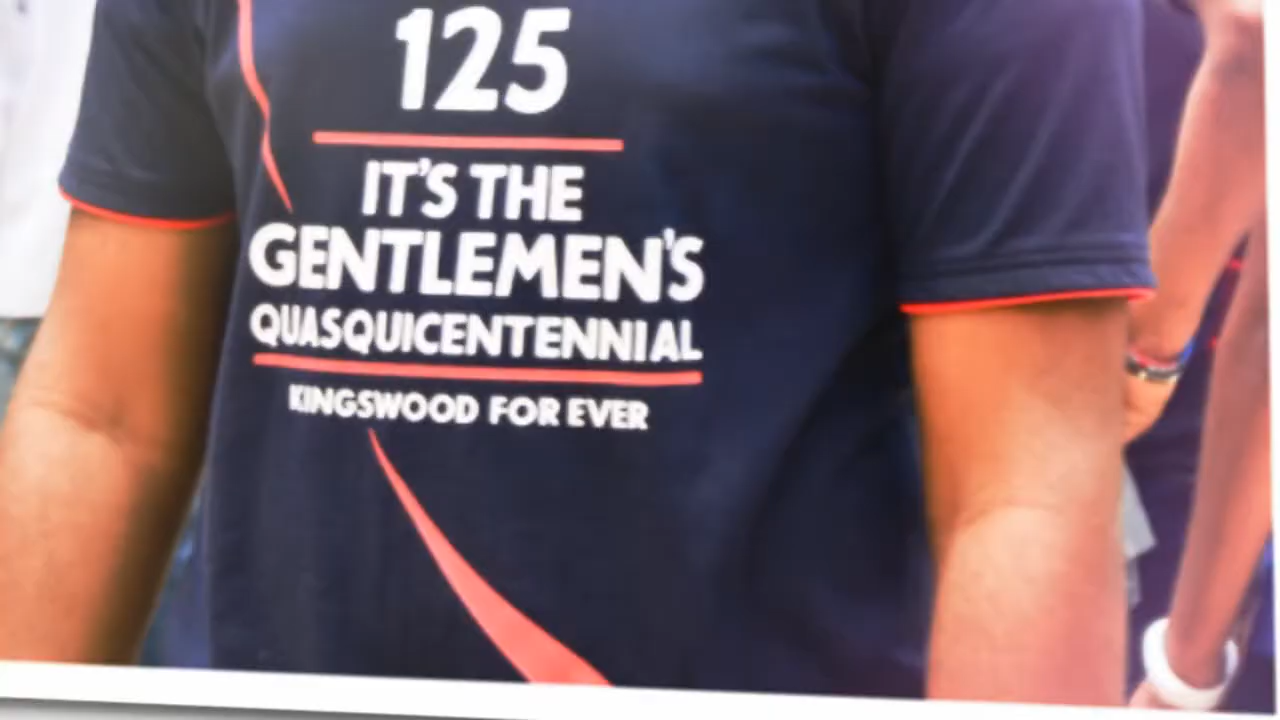 125
IT'S THE
GENTLEMEN'S
QUASQUICENTENNIAL
KINGSWOOD FOR EVER